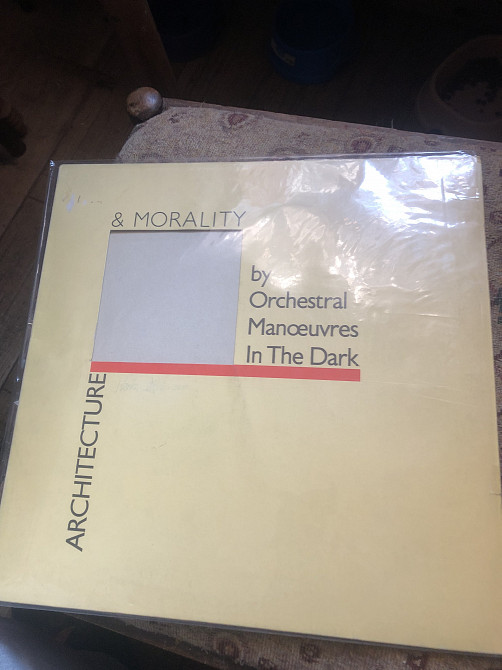 & MORALITY
by
Orchestral
Manœuvres
In The Dark
ARCHITECTURE